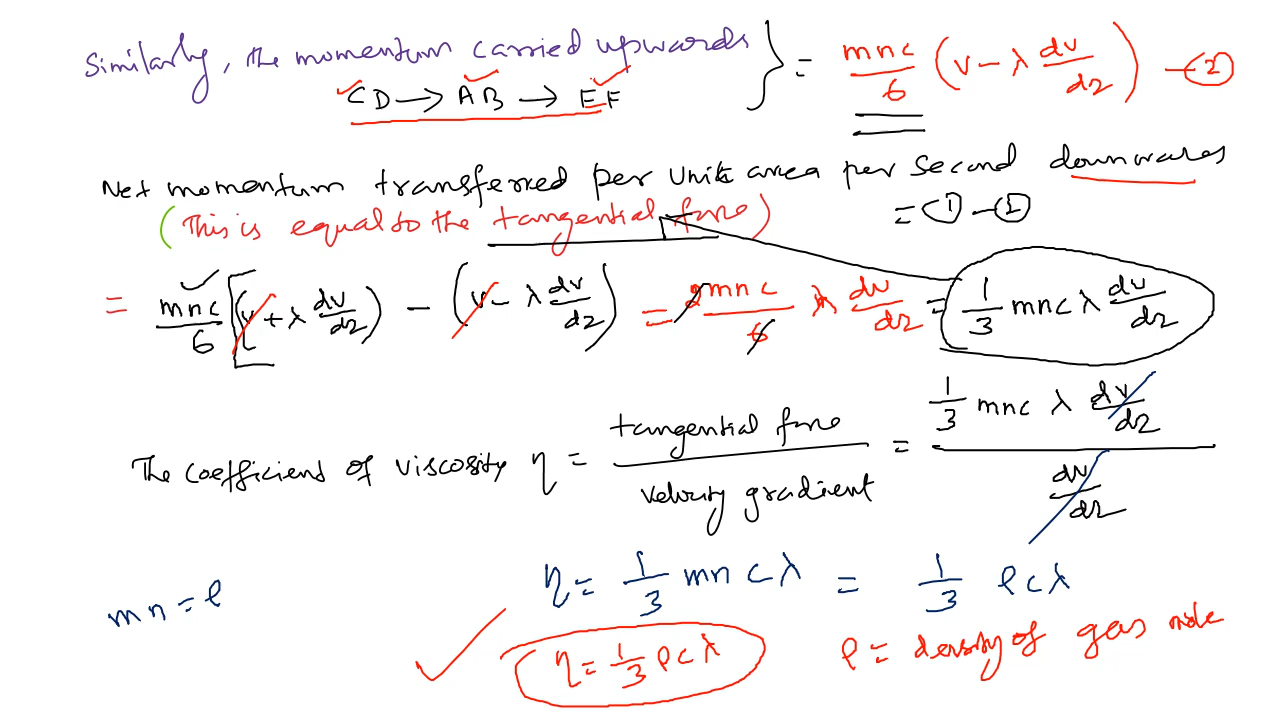 Similarly, the momentum carried upwards } = mnc/6 (v − λ dv/dz) — ②
CD → AB → EF
Net momentum transferred per unit area per second downwards
(This is equal to the tangential force) = ① − ②
= mnc/6 [(v + λ dv/dz) − (v − λ dv/dz) = 2mnc/6 λ dv/dz = 1/3 mnc λ dv/dz
The coefficient of viscosity η = tangential force / velocity gradient = 1/3 mnc λ dv/dz / dv/dz
mn = ρ
η = 1/3 mn c λ = 1/3 ρcλ
η = 1/3 ρcλ
ρ = density of gas